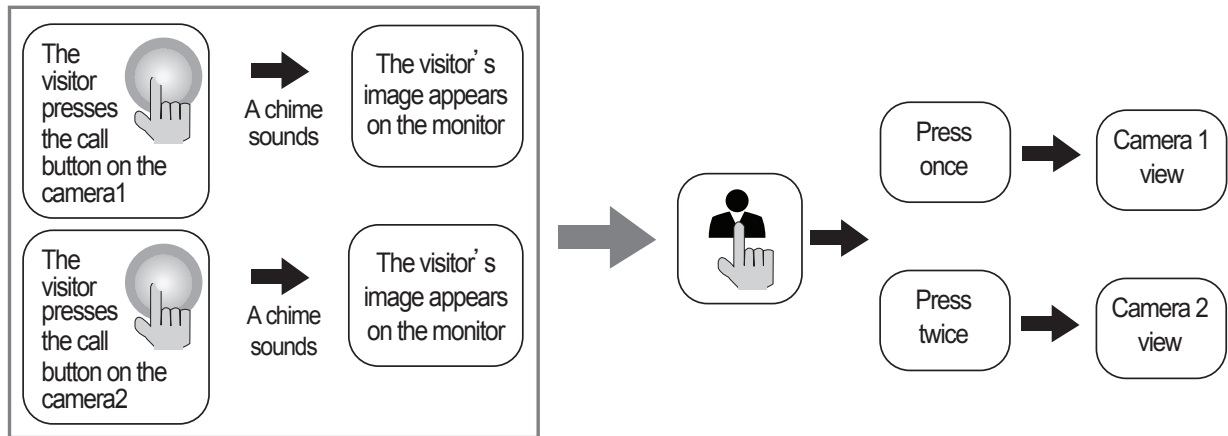 The
visitor
presses
the call
button on the
camera1
A chime
sounds
The visitor’s
image appears
on the monitor
The
visitor
presses
the call
button on the
camera2
A chime
sounds
The visitor’s
image appears
on the monitor
Press
once
Camera 1
view
Press
twice
Camera 2
view